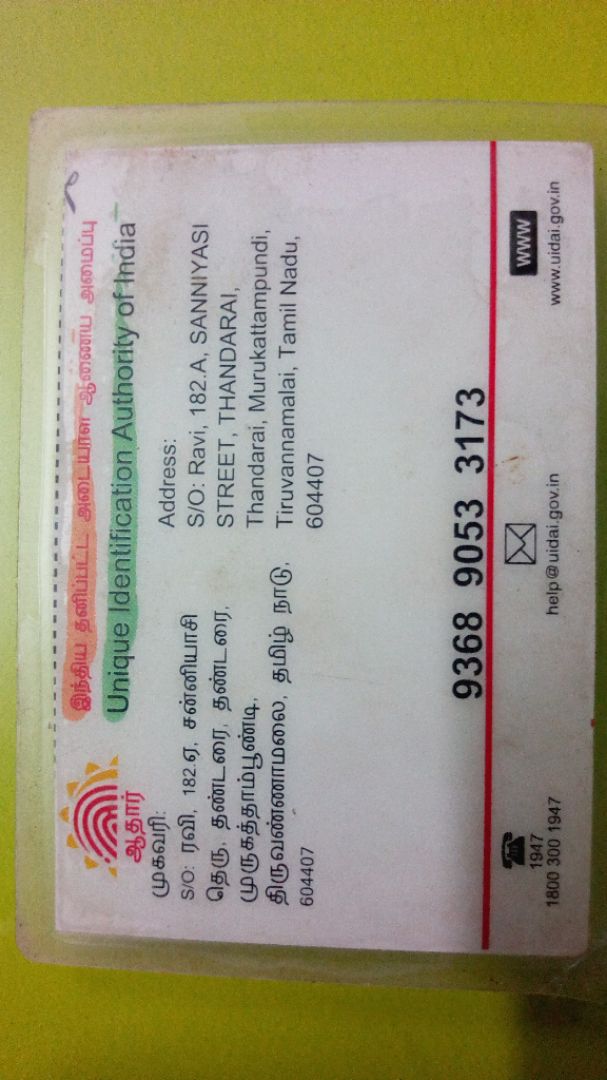 இந்திய தனிப்பட்ட அடையாள ஆணைய அமைப்பு
Unique Identification Authority of India
ஆதார்
முகவரி:
S/O: ரவி, 182.ஏ, சன்னியாசி
தெரு, தண்டரை, தண்டரை,
முருகத்தாம்பூண்டி,
திருவண்ணாமலை, தமிழ் நாடு,
604407
Address:
S/O: Ravi, 182.A, SANNIYASI
STREET, THANDARAI,
Thandarai, Murukattampundi,
Tiruvannamalai, Tamil Nadu,
604407
9368 9053 3173
1947
1800 300 1947
help@uidai.gov.in
www
www.uidai.gov.in